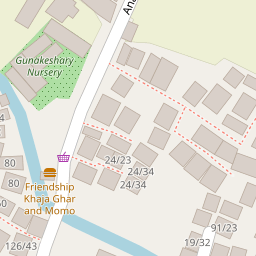 Ana
Gunakeshary
Nursery
24/23
24/34
24/34
80
80
Friendship
Khaja Ghar
and Momo
126/43
91/23
19/32